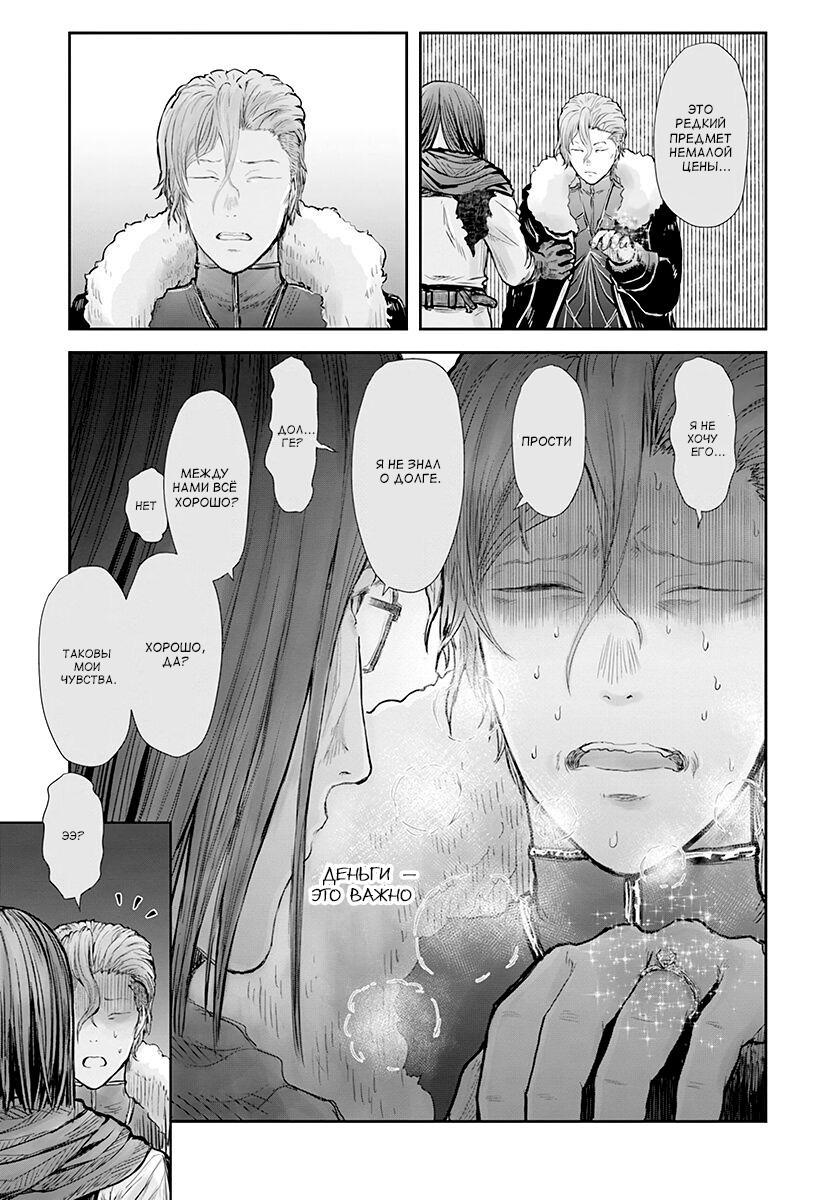 ЭТО
РЕДКИЙ
ПРЕДМЕТ
НЕМАЛОЙ
ЦЕНЫ...
Я НЕ
ХОЧУ
ЕГО...
ПРОСТИ
Я НЕ ЗНАЛ
О ДОЛГЕ.
ДОЛ...
ГЕ?
МЕЖДУ
НАМИ ВСЁ
ХОРОШО?
НЕТ
ХОРОШО,
ДА?
ТАКОВЫ
МОИ
ЧУВСТВА.
ДЕНЬГИ —
ЭТО ВАЖНО
ЭЭ?